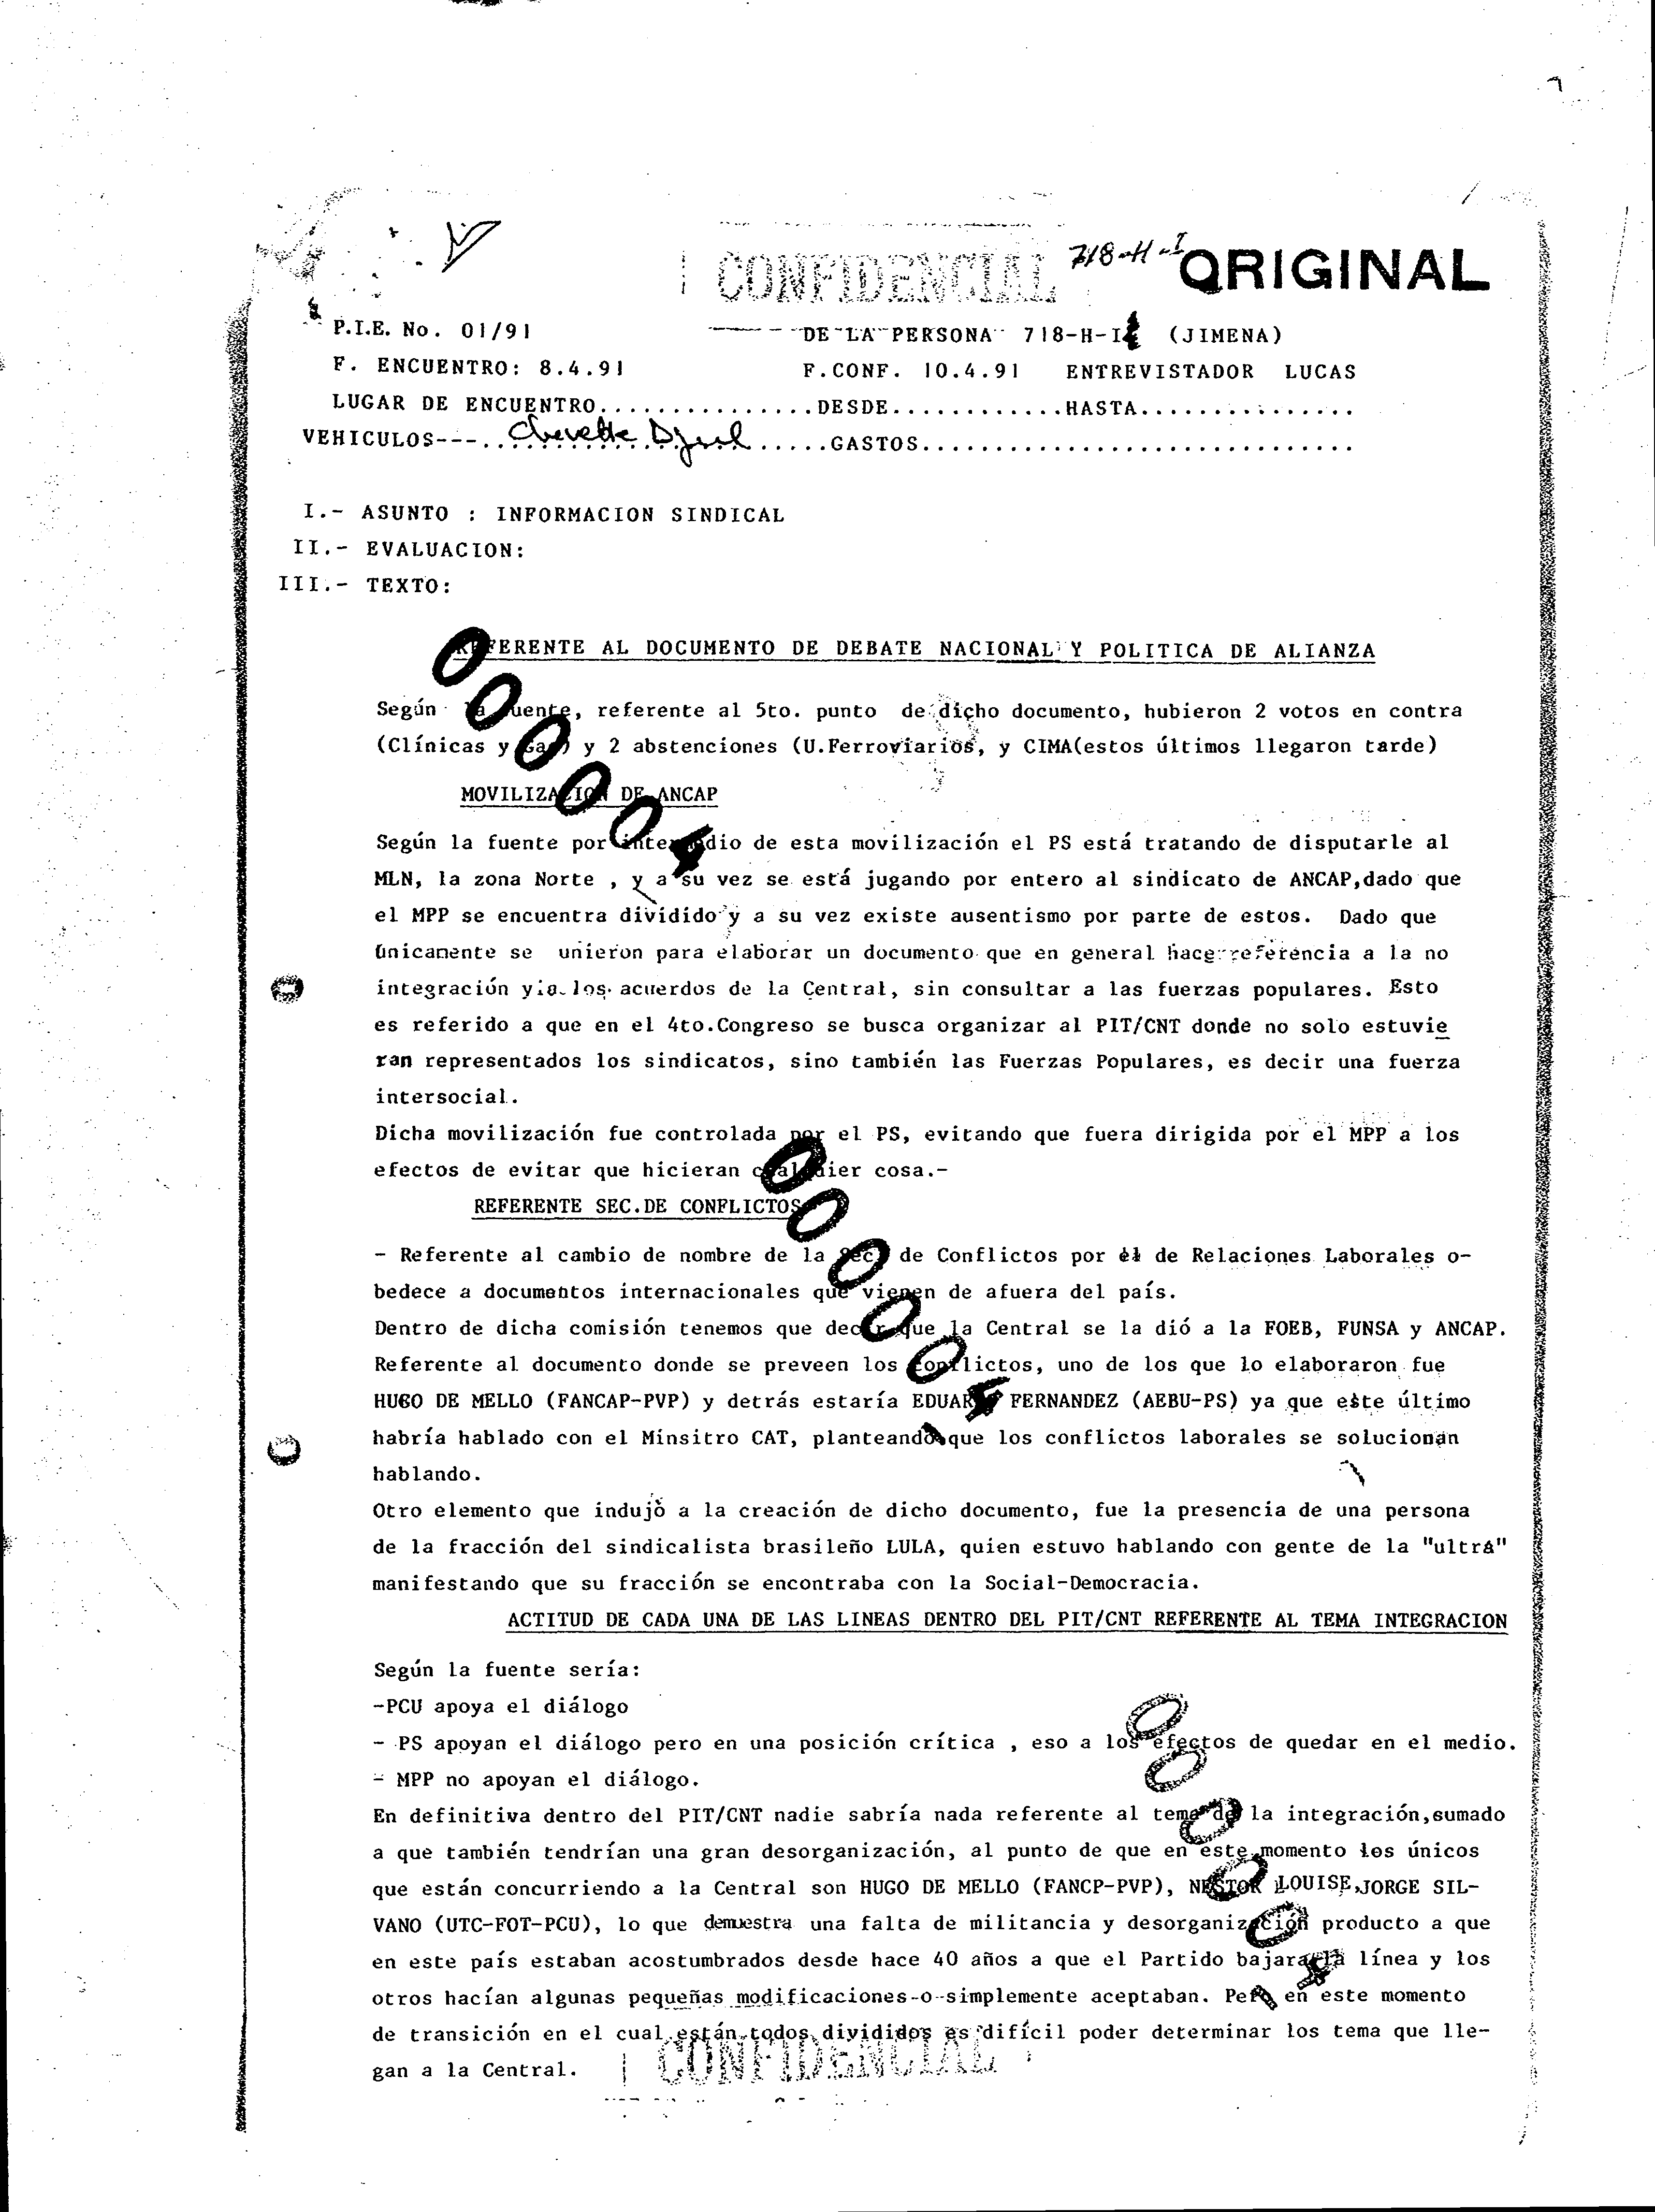 CONFIDENCIAL 718-H-I ORIGINAL
P.I.E. No. 01/91 DE LA PERSONA 718-H-I (JIMENA)
F. ENCUENTRO: 8.4.91 F.CONF. 10.4.91 ENTREVISTADOR LUCAS
LUGAR DE ENCUENTRO...............DESDE............HASTA...............
VEHICULOS---..Chevette.....GASTOS..............................
I.- ASUNTO : INFORMACION SINDICAL
II.- EVALUACION:
III.- TEXTO:
REFERENTE AL DOCUMENTO DE DEBATE NACIONAL Y POLITICA DE ALIANZA
Según la fuente, referente al 5to. punto de dicho documento, hubieron 2 votos en contra
(Clínicas y Gas) y 2 abstenciones (U.Ferroviarios, y CIMA(estos últimos llegaron tarde)
MOVILIZACION DE ANCAP
Según la fuente por intermedio de esta movilización el PS está tratando de disputarle al
MLN, la zona Norte , y a su vez se está jugando por entero al sindicato de ANCAP,dado que
el MPP se encuentra dividido y a su vez existe ausentismo por parte de estos. Dado que
únicamente se unieron para elaborar un documento que en general hace referencia a la no
integración y a los acuerdos de la Central, sin consultar a las fuerzas populares. Esto
es referido a que en el 4to.Congreso se busca organizar al PIT/CNT donde no solo estuvie
ran representados los sindicatos, sino también las Fuerzas Populares, es decir una fuerza
intersocial.
Dicha movilización fue controlada por el PS, evitando que fuera dirigida por el MPP a los
efectos de evitar que hicieran cualquier cosa.-
REFERENTE SEC.DE CONFLICTOS
- Referente al cambio de nombre de la Sec. de Conflictos por el de Relaciones Laborales o-
bedece a documentos internacionales que vienen de afuera del país.
Dentro de dicha comisión tenemos que decir que la Central se la dió a la FOEB, FUNSA y ANCAP.
Referente al documento donde se preveen los conflictos, uno de los que lo elaboraron fue
HUGO DE MELLO (FANCAP-PVP) y detrás estaría EDUARDO FERNANDEZ (AEBU-PS) ya que este último
habría hablado con el Minsitro CAT, planteando que los conflictos laborales se solucionan
hablando.
Otro elemento que indujo a la creación de dicho documento, fue la presencia de una persona
de la fracción del sindicalista brasileño LULA, quien estuvo hablando con gente de la "ultra"
manifestando que su fracción se encontraba con la Social-Democracia.
ACTITUD DE CADA UNA DE LAS LINEAS DENTRO DEL PIT/CNT REFERENTE AL TEMA INTEGRACION
Según la fuente sería:
-PCU apoya el diálogo
- PS apoyan el diálogo pero en una posición crítica , eso a los efectos de quedar en el medio.
- MPP no apoyan el diálogo.
En definitiva dentro del PIT/CNT nadie sabría nada referente al tema de la integración,sumado
a que también tendrían una gran desorganización, al punto de que en este momento los únicos
que están concurriendo a la Central son HUGO DE MELLO (FANCP-PVP), NESTOR LOUISE,JORGE SIL-
VANO (UTC-FOT-PCU), lo que demuestra una falta de militancia y desorganización producto a que
en este país estaban acostumbrados desde hace 40 años a que el Partido bajara la línea y los
otros hacían algunas pequeñas modificaciones-o-simplemente aceptaban. Pero en este momento
de transición en el cual están todos divididos es difícil poder determinar los tema que lle-
gan a la Central.
CONFIDENCIAL
000004
000004
000004